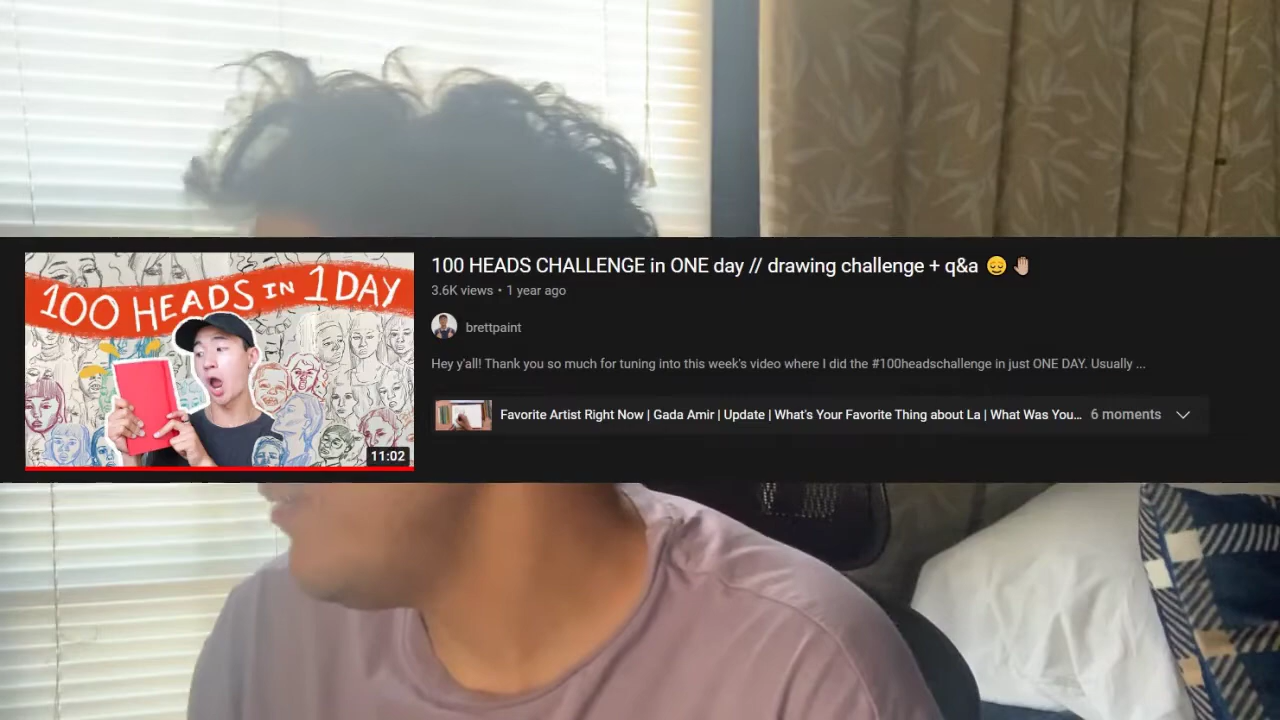 100 HEADS IN 1 DAY
11:02
100 HEADS CHALLENGE in ONE day // drawing challenge + q&a 😌 🤚🏼
3.6K views • 1 year ago
brettpaint
Hey y'all! Thank you so much for tuning into this week's video where I did the #100headschallenge in just ONE DAY. Usually ...
Favorite Artist Right Now | Gada Amir | Update | What's Your Favorite Thing about La | What Was You... 6 moments